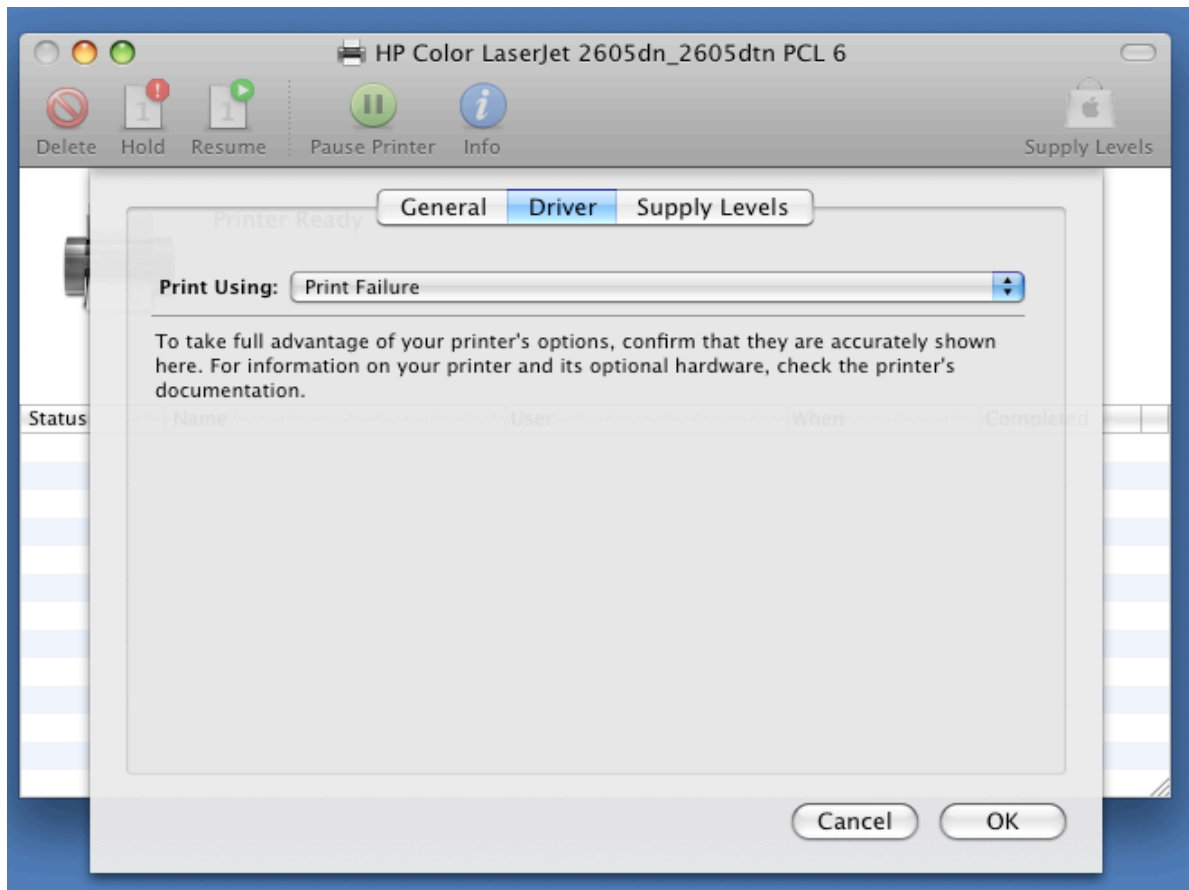 HP Color LaserJet 2605dn_2605dtn PCL 6
1
1
i
Delete Hold Resume Pause Printer Info Supply Levels
General Driver Supply Levels
Printer Ready
Print Using: Print Failure
To take full advantage of your printer's options, confirm that they are accurately shown
here. For information on your printer and its optional hardware, check the printer's
documentation.
Status Name User When Completed
Cancel OK